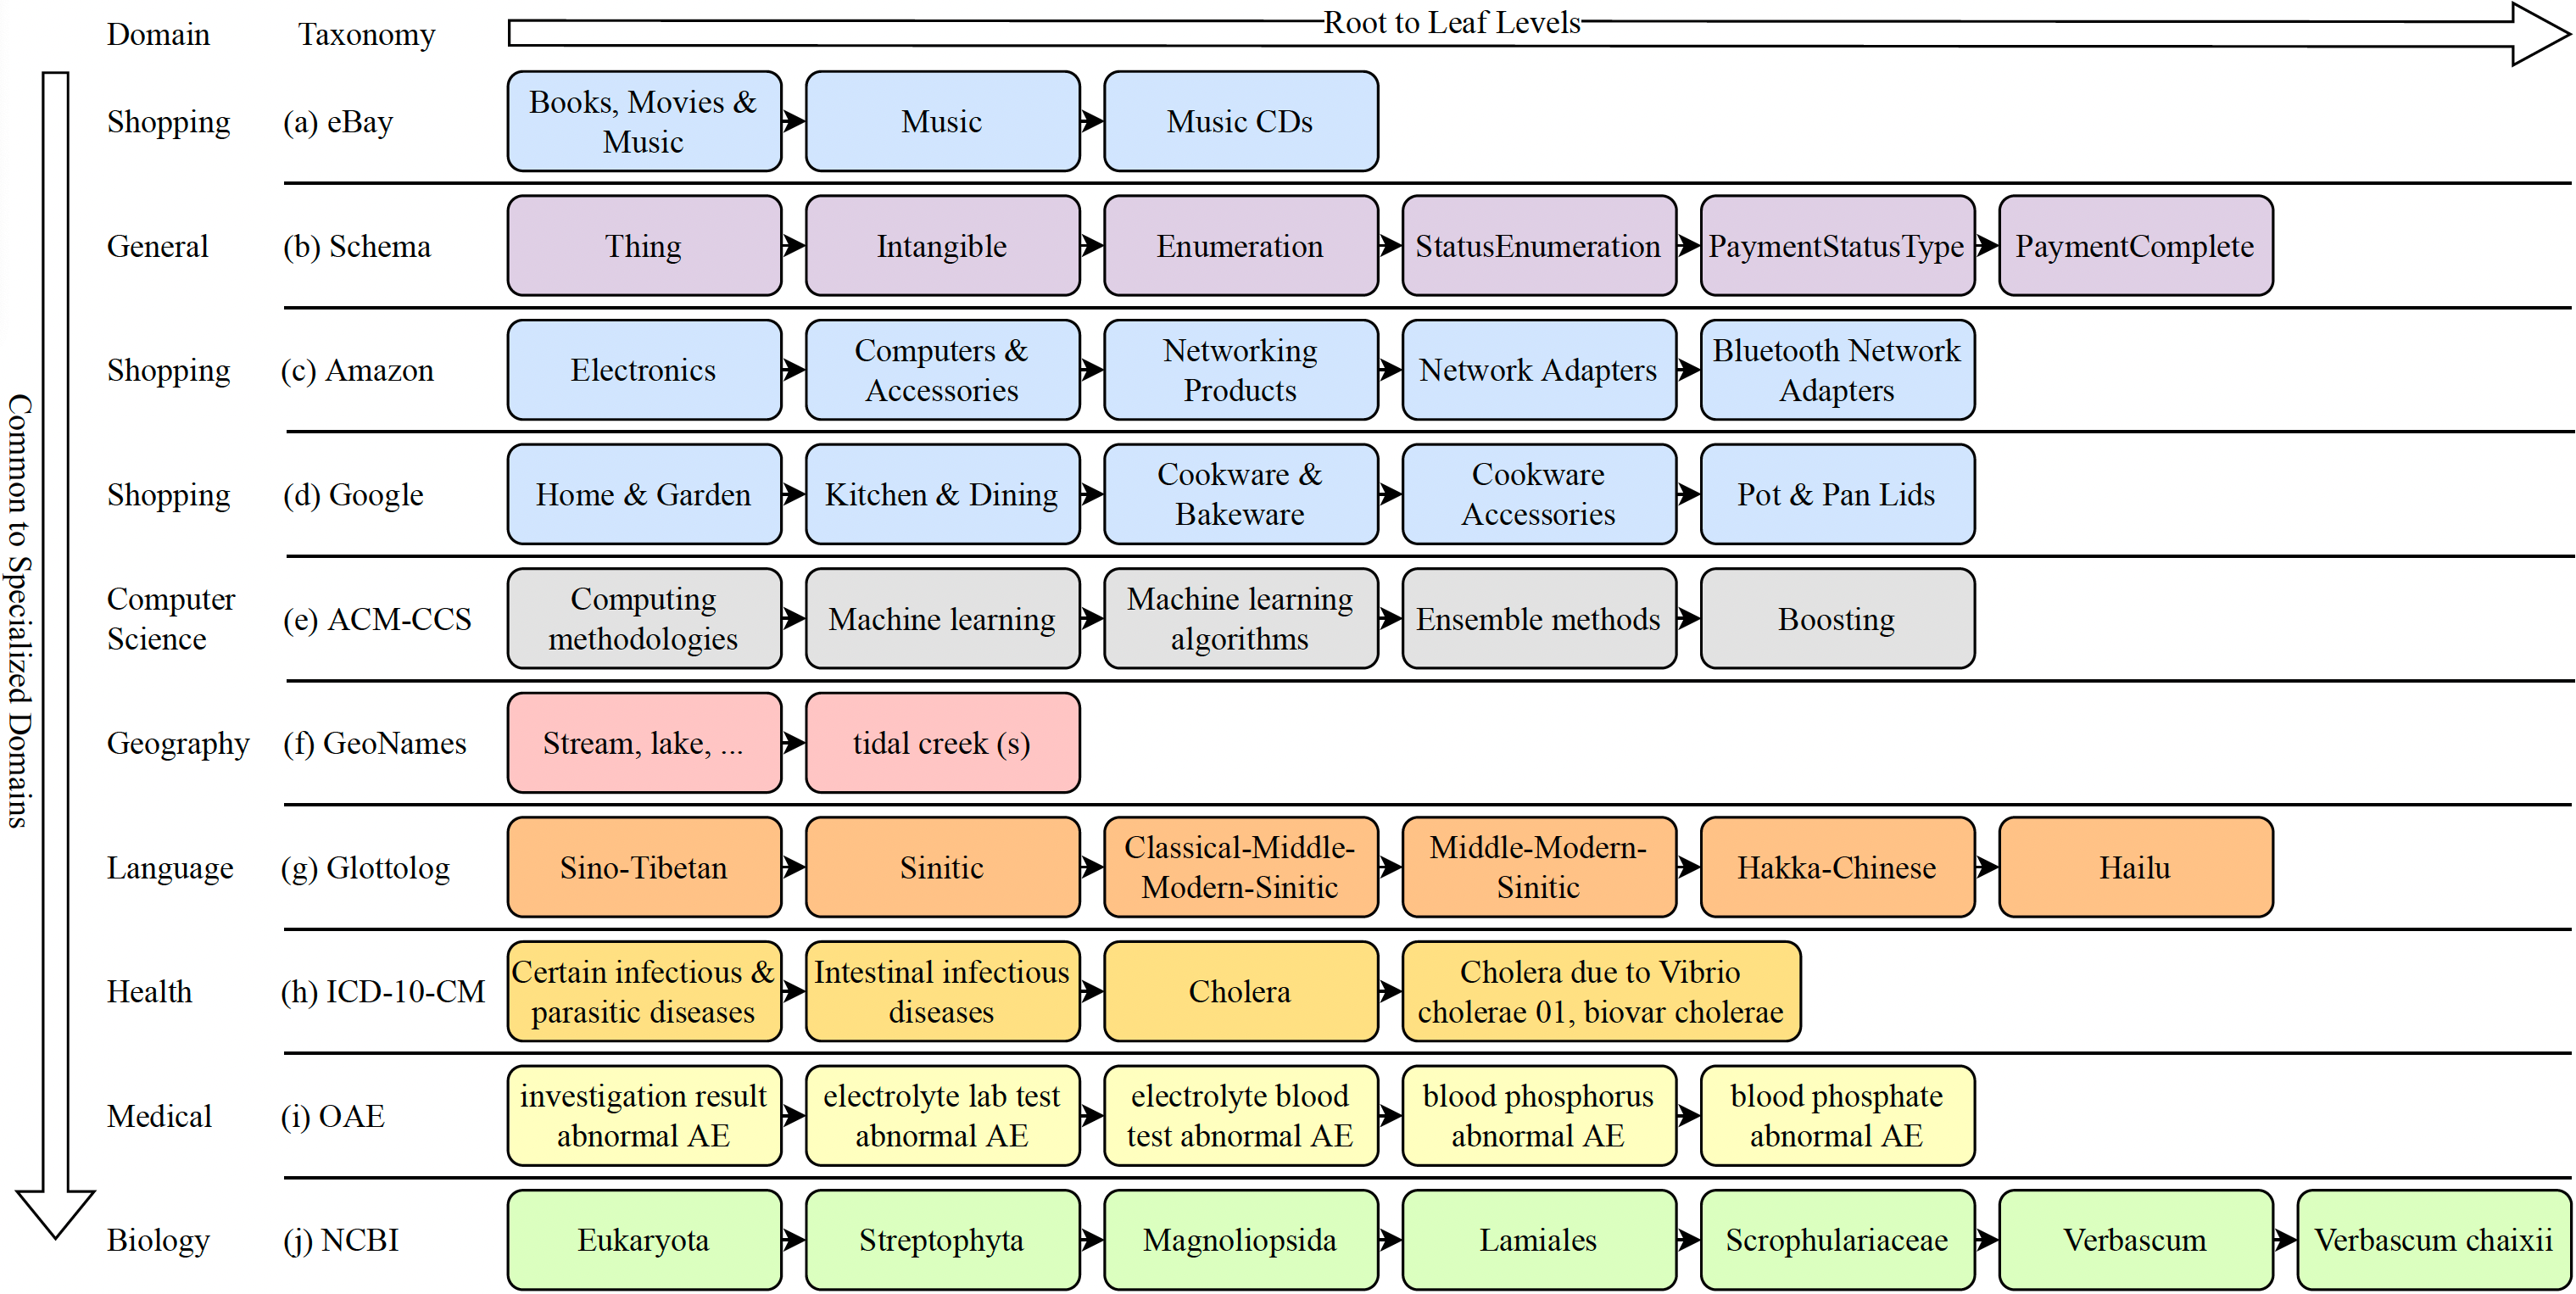 Domain
Taxonomy
Root to Leaf Levels
Common to Specialized Domains
Shopping
(a) eBay
Books, Movies &
Music
Music
Music CDs
General
(b) Schema
Thing
Intangible
Enumeration
StatusEnumeration
PaymentStatusType
PaymentComplete
Shopping
(c) Amazon
Electronics
Computers &
Accessories
Networking
Products
Network Adapters
Bluetooth Network
Adapters
Shopping
(d) Google
Home & Garden
Kitchen & Dining
Cookware &
Bakeware
Cookware
Accessories
Pot & Pan Lids
Computer
Science
(e) ACM-CCS
Computing
methodologies
Machine learning
Machine learning
algorithms
Ensemble methods
Boosting
Geography
(f) GeoNames
Stream, lake, ...
tidal creek (s)
Language
(g) Glottolog
Sino-Tibetan
Sinitic
Classical-Middle-
Modern-Sinitic
Middle-Modern-
Sinitic
Hakka-Chinese
Hailu
Health
(h) ICD-10-CM
Certain infectious &
parasitic diseases
Intestinal infectious
diseases
Cholera
Cholera due to Vibrio
cholerae 01, biovar cholerae
Medical
(i) OAE
investigation result
abnormal AE
electrolyte lab test
abnormal AE
electrolyte blood
test abnormal AE
blood phosphorus
abnormal AE
blood phosphate
abnormal AE
Biology
(j) NCBI
Eukaryota
Streptophyta
Magnoliopsida
Lamiales
Scrophulariaceae
Verbascum
Verbascum chaixii